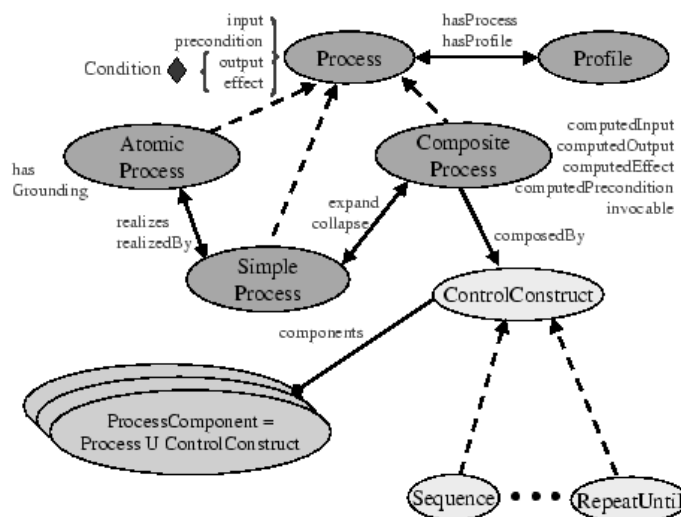 input
precondition
output
effect
Condition
Process
hasProcess
hasProfile
Profile
Atomic
Process
has
Grounding
Composite
Process
computedInput
computedOutput
computedEffect
computedPrecondition
invocable
realizes
realizedBy
expand
collapse
Simple
Process
composedBy
ControlConstruct
components
ProcessComponent =
Process U ControlConstruct
Sequence
RepeatUntil